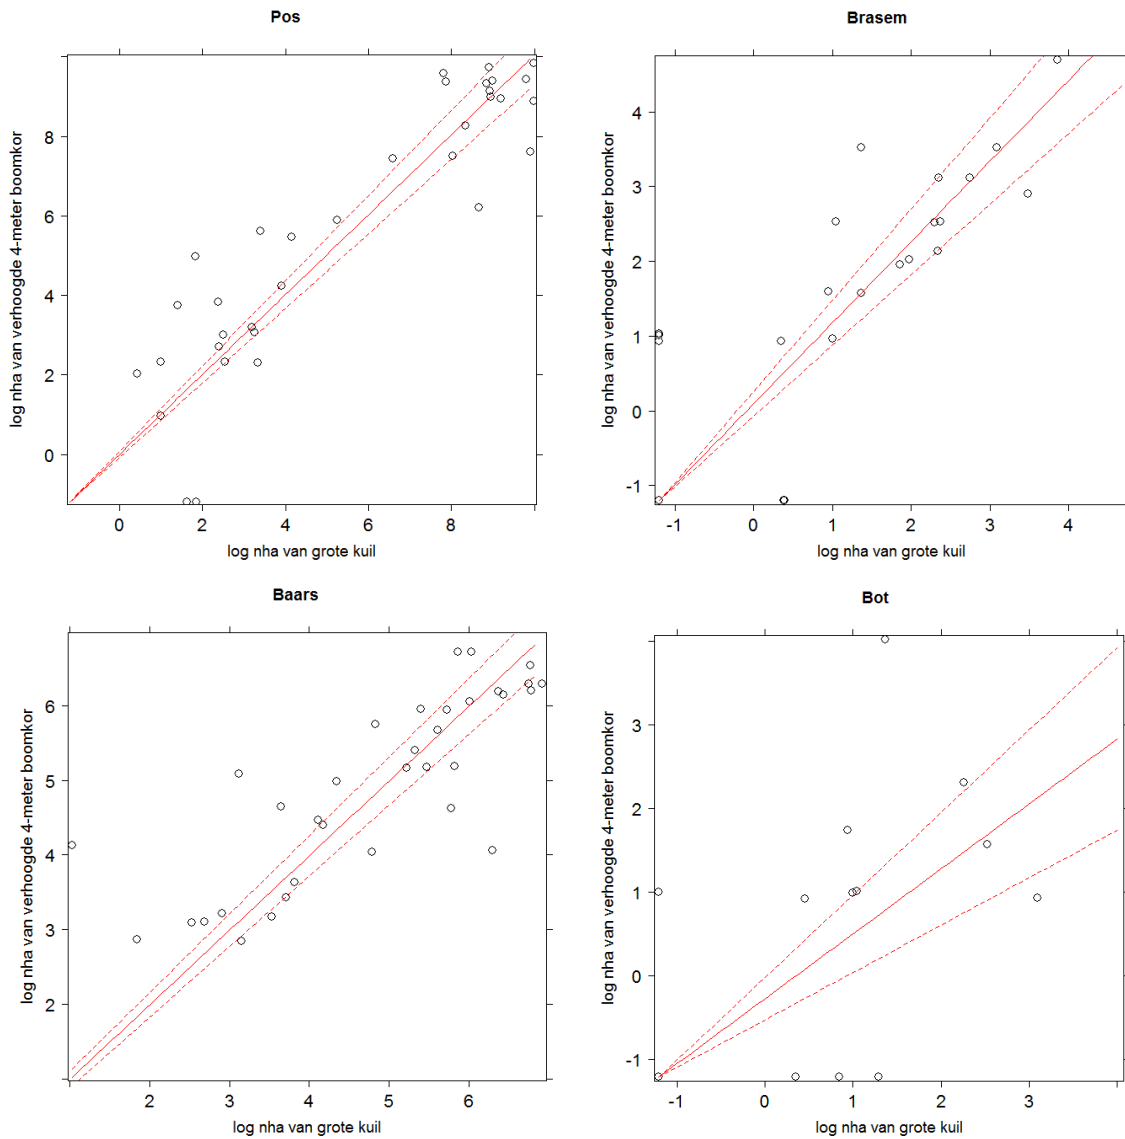 Pos
log nha van verhoogde 4-meter boomkor
8
6
4
2
0
0 2 4 6 8
log nha van grote kuil
Brasem
log nha van verhoogde 4-meter boomkor
4
3
2
1
0
-1
-1 0 1 2 3 4
log nha van grote kuil
Baars
log nha van verhoogde 4-meter boomkor
6
5
4
3
2
2 3 4 5 6
log nha van grote kuil
Bot
log nha van verhoogde 4-meter boomkor
3
2
1
0
-1
-1 0 1 2 3
log nha van grote kuil